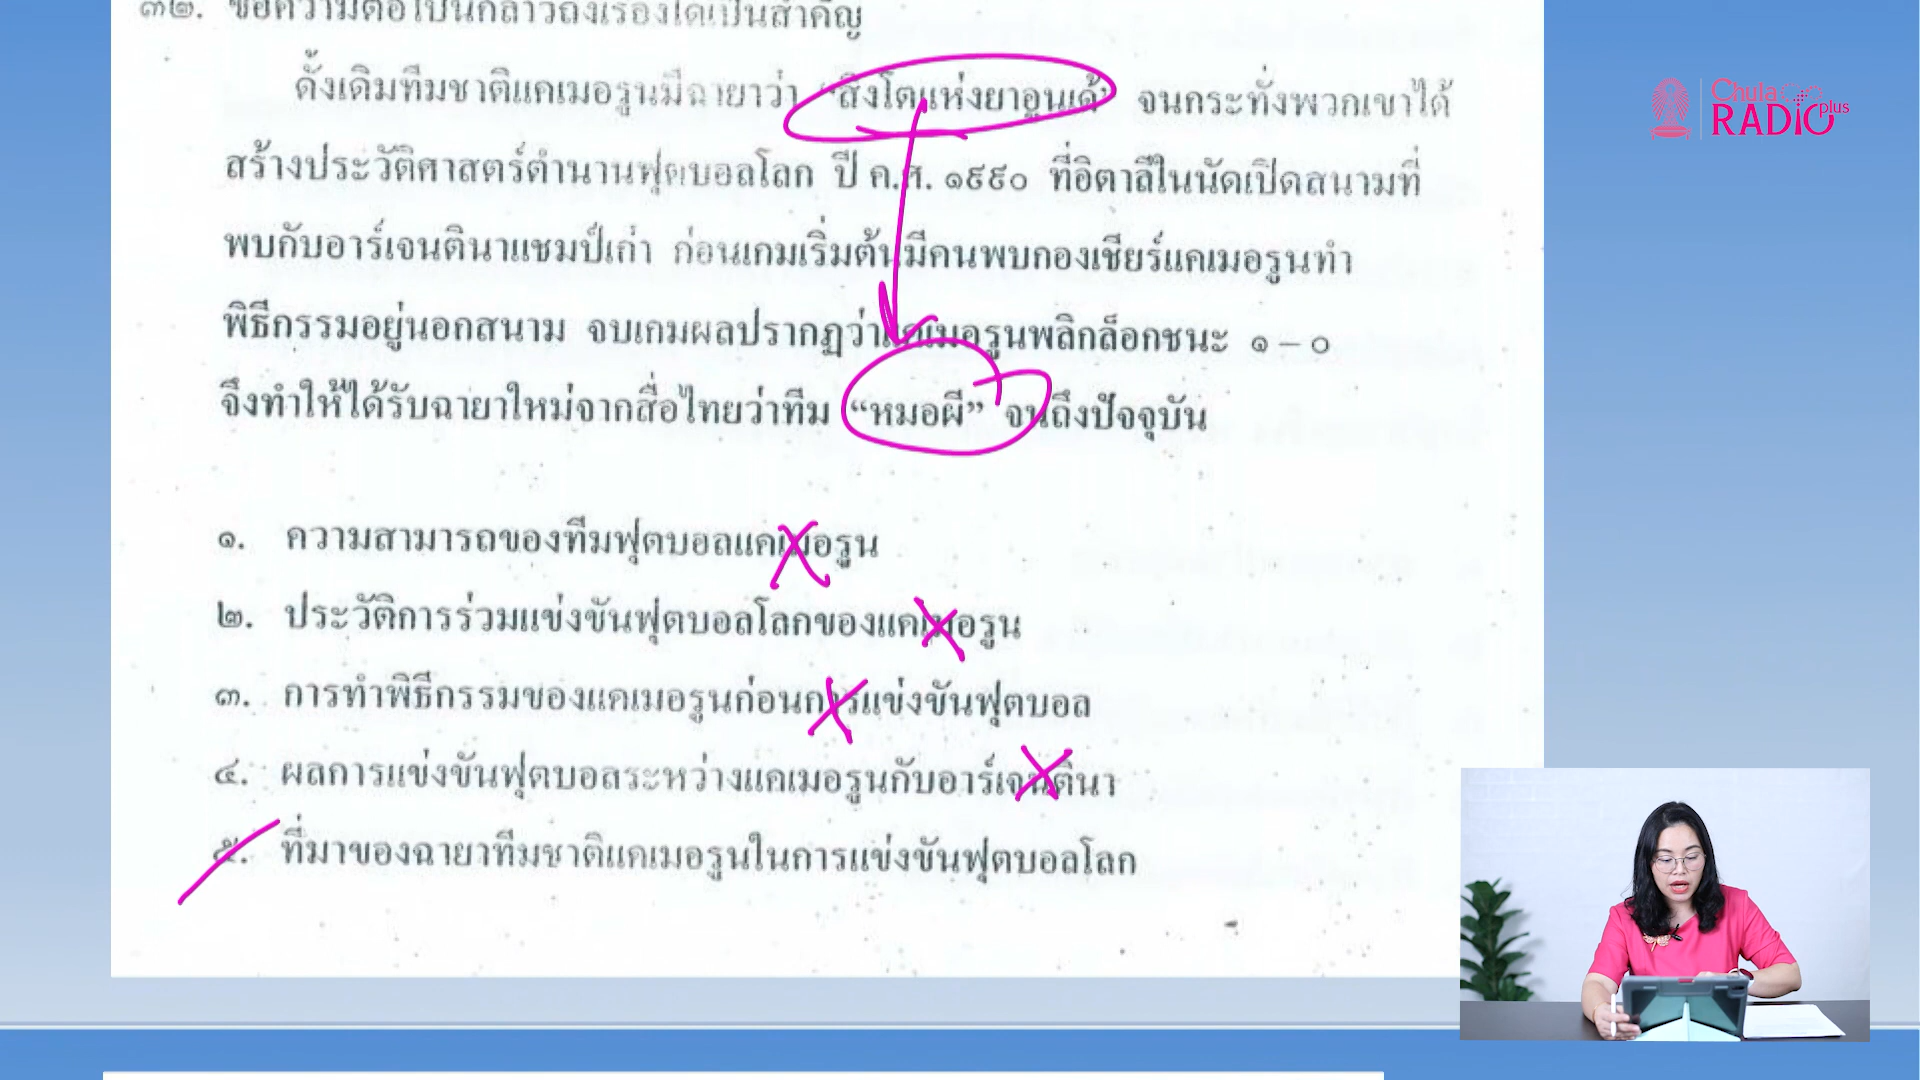 ๓๒. ข้อความต่อไปนี้กล่าวถึงเรื่องใดเป็นสำคัญ
ดั้งเดิมทีมชาติแคเมอรูนมีฉายาว่า “สิงโตแห่งยาอูนเด้” จนกระทั่งพวกเขาได้
สร้างประวัติศาสตร์ตำนานฟุตบอลโลก ปี ค.ศ. ๑๙๙๐ ที่อิตาลีในนัดเปิดสนามที่
พบกับอาร์เจนตินาแชมป์เก่า ก่อนเกมเริ่มต้นมีคนพบกองเชียร์แคเมอรูนทำ
พิธีกรรมอยู่นอกสนาม จบเกมผลปรากฏว่าแคเมอรูนพลิกล็อกชนะ ๑ – ๐
จึงทำให้ได้รับฉายาใหม่จากสื่อไทยว่าทีม “หมอผี” จนถึงปัจจุบัน
๑. ความสามารถของทีมฟุตบอลแคเมอรูน
๒. ประวัติการร่วมแข่งขันฟุตบอลโลกของแคเมอรูน
๓. การทำพิธีกรรมของแคเมอรูนก่อนการแข่งขันฟุตบอล
๔. ผลการแข่งขันฟุตบอลระหว่างแคเมอรูนกับอาร์เจนตินา
๕. ที่มาของฉายาทีมชาติแคเมอรูนในการแข่งขันฟุตบอลโลก
Chula
RADIO plus